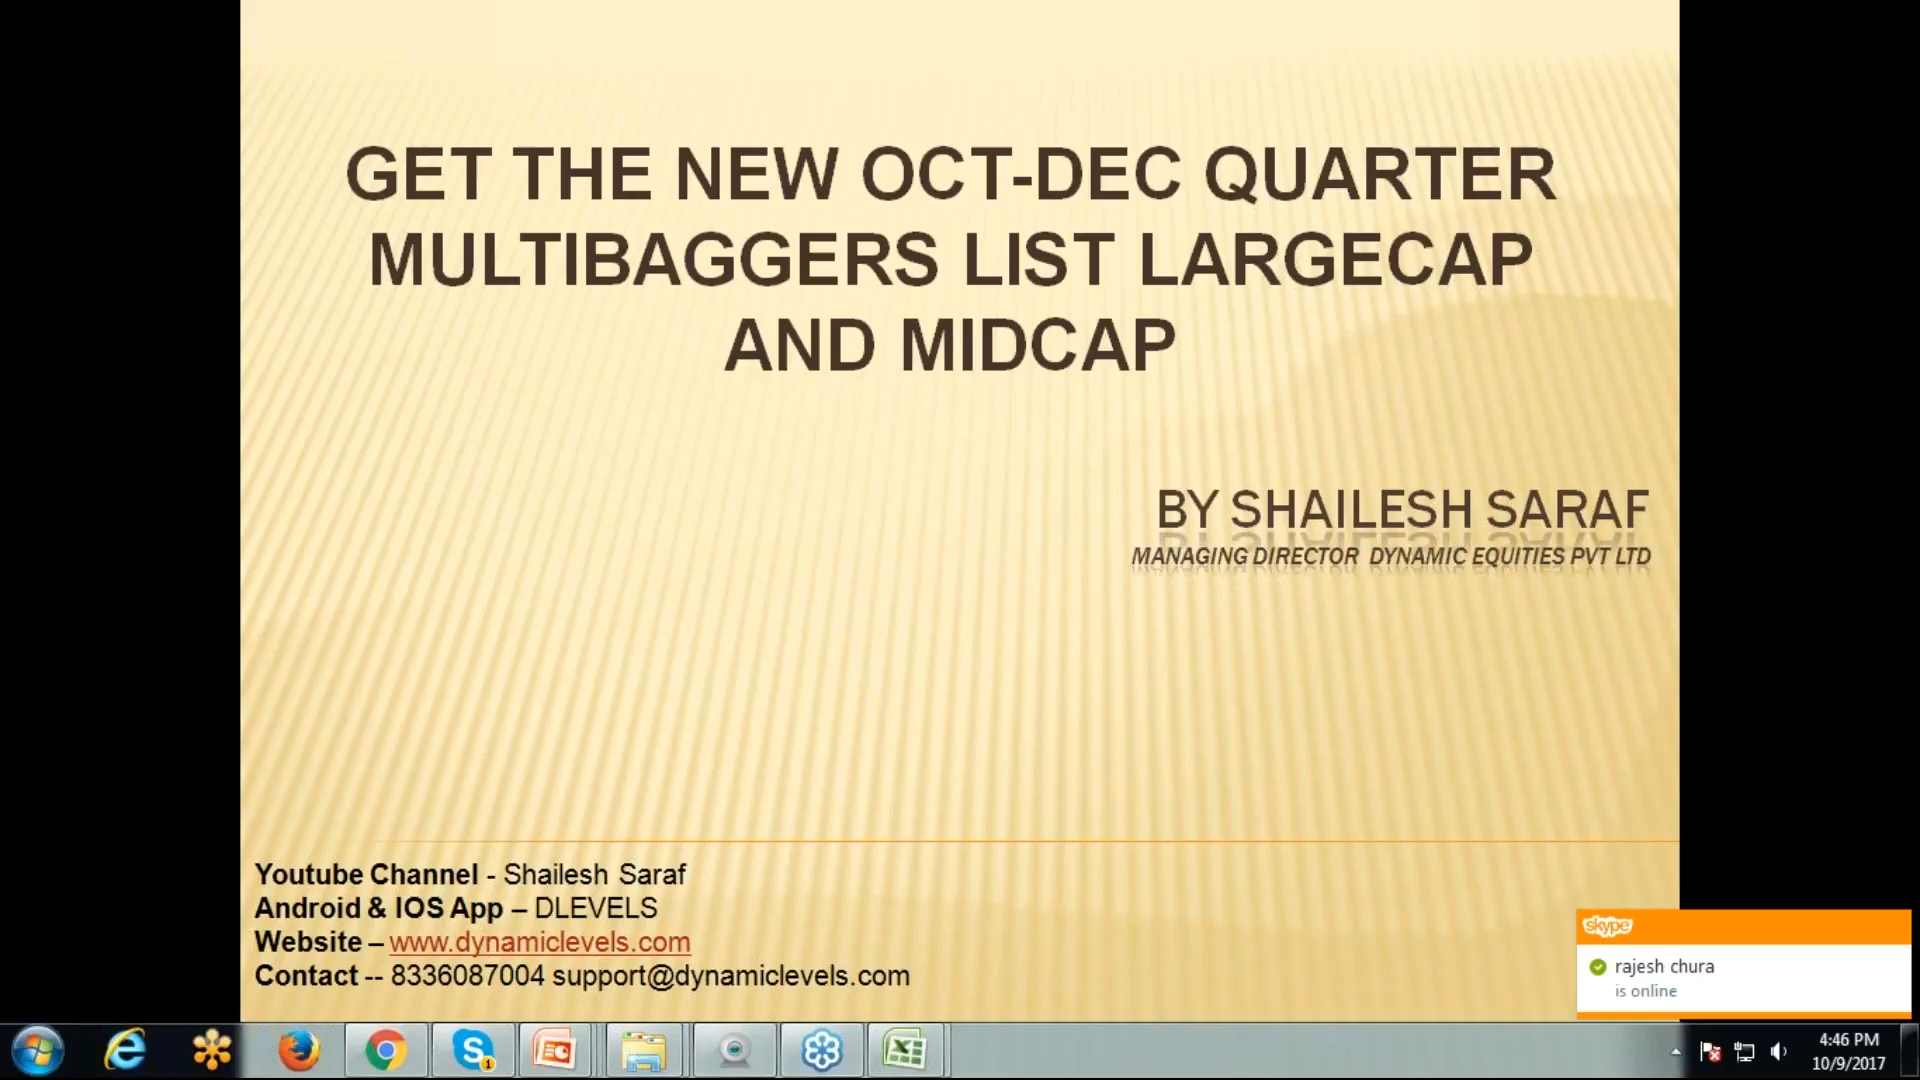 GET THE NEW OCT-DEC QUARTER
MULTIBAGGERS LIST LARGECAP
AND MIDCAP
BY SHAILESH SARAF
MANAGING DIRECTOR DYNAMIC EQUITIES PVT LTD
Youtube Channel - Shailesh Saraf
Android & IOS App – DLEVELS
Website – www.dynamiclevels.com
Contact -- 8336087004 support@dynamiclevels.com
skype
rajesh chura
is online
1
4:46 PM
10/9/2017